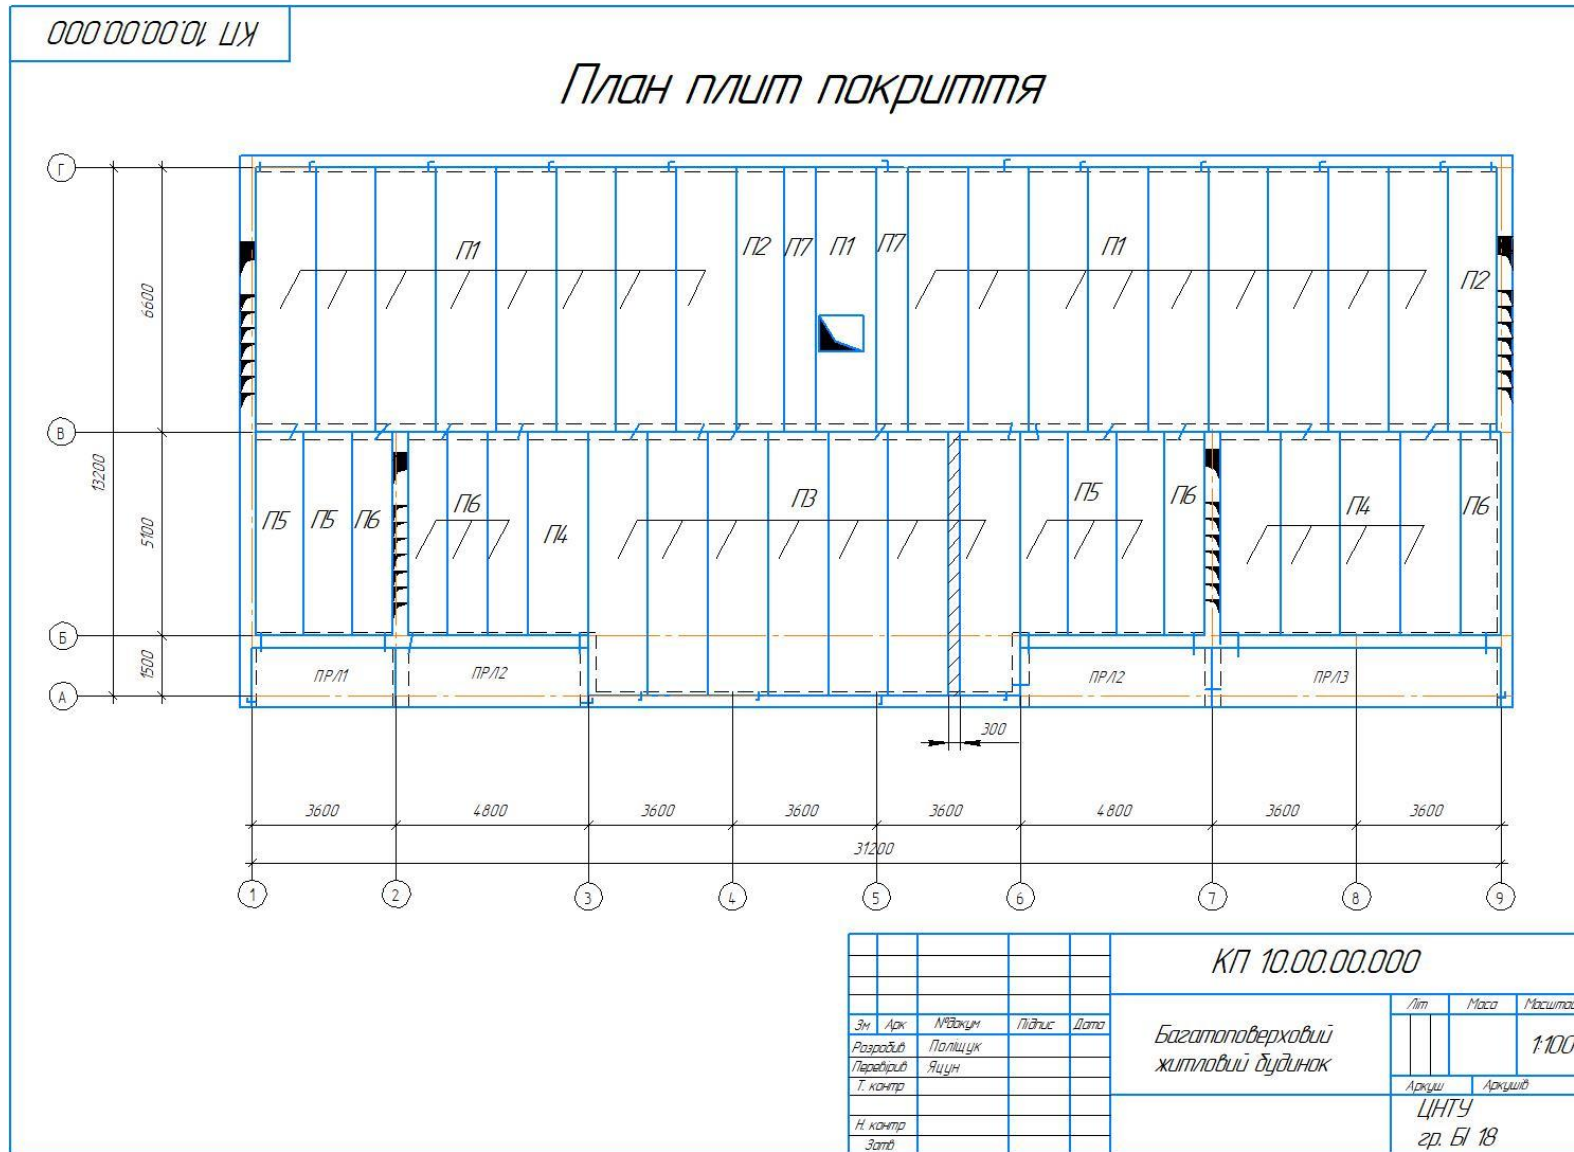 КП 10.00.00.000
План плит покриття
Г
В
Б
А
13200
6600
5100
1500
П1
П2
П7
П1
П7
П1
П2
П5
П5
П6
П6
П4
П3
П5
П6
П4
П6
ПРЛ1
ПРЛ2
ПРЛ2
ПРЛ3
300
3600
4800
3600
3600
3600
4800
3600
3600
31200
1
2
3
4
5
6
7
8
9
КП 10.00.00.000
Зм Арк №докум Підпис Дата
Розробив Поліщук
Перевірив Яцун
Т. контр
Н. контр
Затв
Багатоповерховий
житловий будинок
Літ Маса Масштаб
1:100
Аркуш Аркушів
ЦНТУ
гр. БІ 18